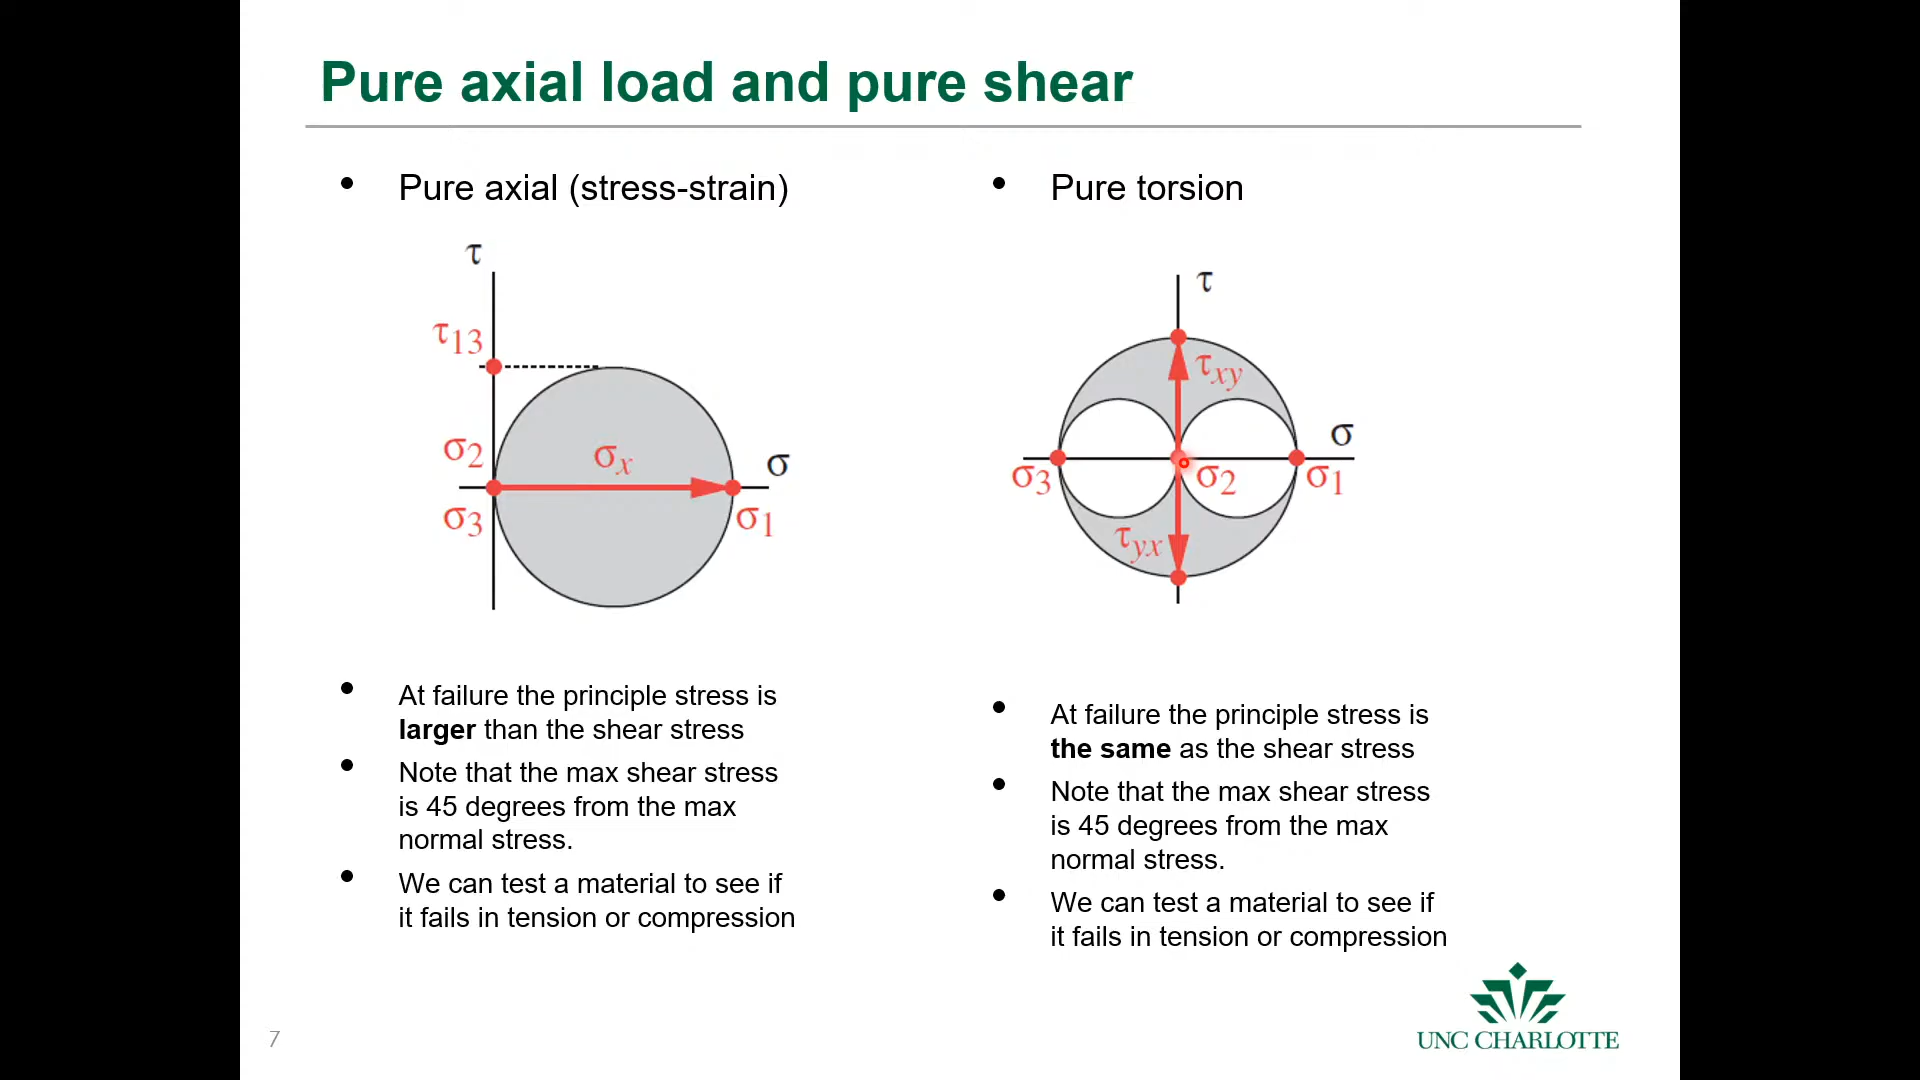 Pure axial load and pure shear
• Pure axial (stress-strain)
τ
τ13
σ2
σx
σ
σ3
σ1
• At failure the principle stress is
larger than the shear stress
• Note that the max shear stress
is 45 degrees from the max
normal stress.
• We can test a material to see if
it fails in tension or compression
• Pure torsion
τ
τxy
σ
σ3
σ2
σ1
τyx
• At failure the principle stress is
the same as the shear stress
• Note that the max shear stress
is 45 degrees from the max
normal stress.
• We can test a material to see if
it fails in tension or compression
7
UNC CHARLOTTE